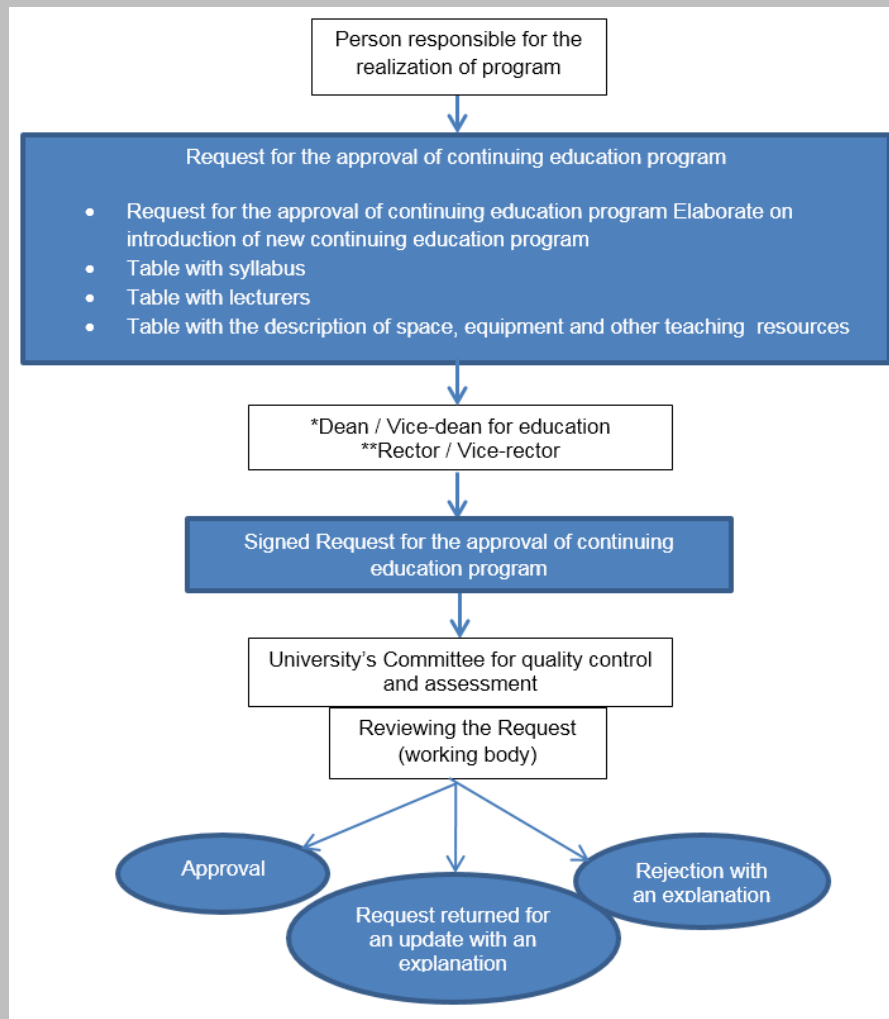 Person responsible for the
realization of program
Request for the approval of continuing education program
• Request for the approval of continuing education program Elaborate on
introduction of new continuing education program
• Table with syllabus
• Table with lecturers
• Table with the description of space, equipment and other teaching resources
*Dean / Vice-dean for education
**Rector / Vice-rector
Signed Request for the approval of continuing
education program
University's Committee for quality control
and assessment
Reviewing the Request
(working body)
Approval
Request returned for
an update with an
explanation
Rejection with
an explanation